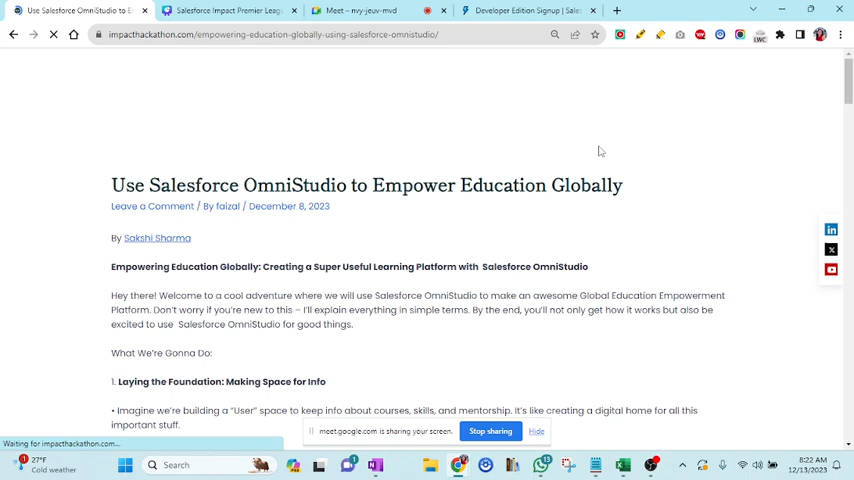 Use Salesforce OmniStudio to E
Salesforce Impact Premier Leag
Meet – nvy-jeuv-mvd
Developer Edition Signup | Sales
impacthackathon.com/empowering-education-globally-using-salesforce-omnistudio/
LWC
Use Salesforce OmniStudio to Empower Education Globally
Leave a Comment / By faizal / December 8, 2023
By Sakshi Sharma
Empowering Education Globally: Creating a Super Useful Learning Platform with Salesforce OmniStudio
Hey there! Welcome to a cool adventure where we will use Salesforce OmniStudio to make an awesome Global Education Empowerment
Platform. Don't worry if you're new to this – I'll explain everything in simple terms. By the end, you'll not only get how it works but also be
excited to use Salesforce OmniStudio for good things.
What We're Gonna Do:
1. Laying the Foundation: Making Space for Info
• Imagine we're building a "User" space to keep info about courses, skills, and mentorship. It's like creating a digital home for all this
important stuff.
meet.google.com is sharing your screen.
Stop sharing
Hide
Waiting for impacthackathon.com...
27°F
Cold weather
Search
8:22 AM
12/13/2023